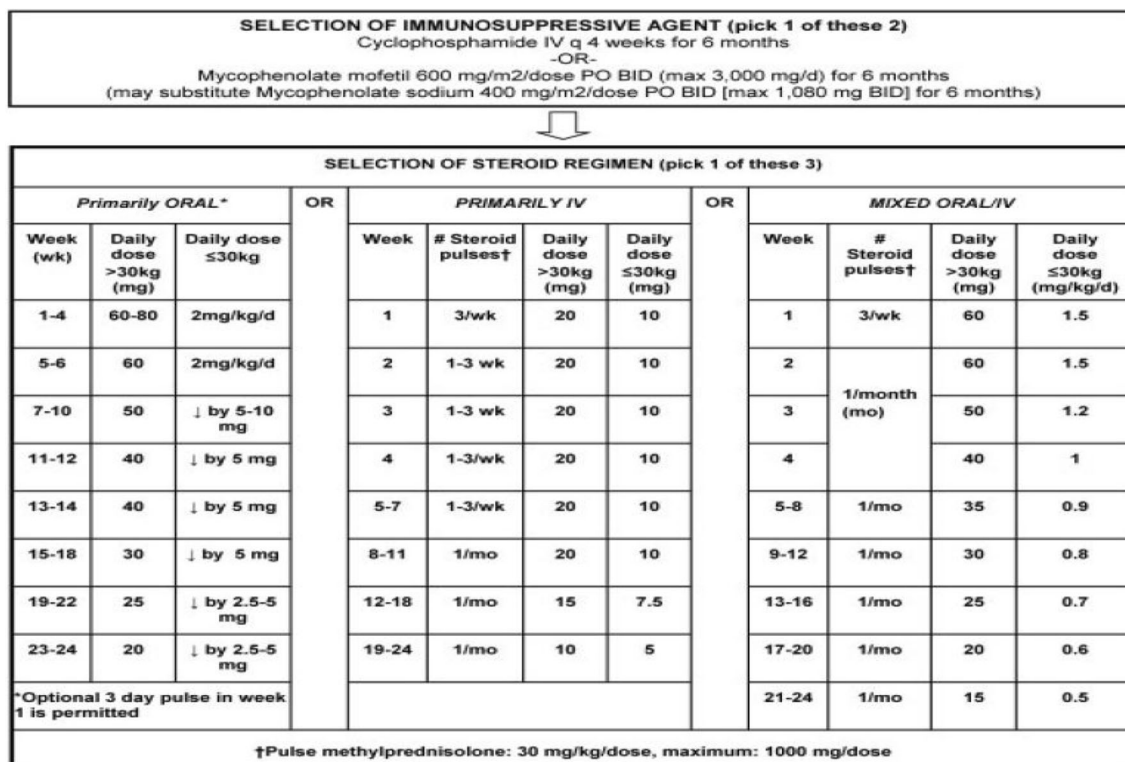 SELECTION OF IMMUNOSUPPRESSIVE AGENT (pick 1 of these 2)
Cyclophosphamide IV q 4 weeks for 6 months
-OR-
Mycophenolate mofetil 600 mg/m2/dose PO BID (max 3,000 mg/d) for 6 months
(may substitute Mycophenolate sodium 400 mg/m2/dose PO BID [max 1,080 mg BID] for 6 months)
SELECTION OF STEROID REGIMEN (pick 1 of these 3)
Primarily ORAL*
Week (wk) Daily dose >30kg (mg) Daily dose ≤30kg
1-4 60-80 2mg/kg/d
5-6 60 2mg/kg/d
7-10 50 ↓ by 5-10 mg
11-12 40 ↓ by 5 mg
13-14 40 ↓ by 5 mg
15-18 30 ↓ by 5 mg
19-22 25 ↓ by 2.5-5 mg
23-24 20 ↓ by 2.5-5 mg
*Optional 3 day pulse in week
1 is permitted
OR
PRIMARILY IV
Week # Steroid pulses† Daily dose >30kg (mg) Daily dose ≤30kg (mg)
1 3/wk 20 10
2 1-3 wk 20 10
3 1-3 wk 20 10
4 1-3/wk 20 10
5-7 1-3/wk 20 10
8-11 1/mo 20 10
12-18 1/mo 15 7.5
19-24 1/mo 10 5
OR
MIXED ORAL/IV
Week # Steroid pulses† Daily dose >30kg (mg) Daily dose ≤30kg (mg/kg/d)
1 3/wk 60 1.5
2 1/month (mo) 60 1.5
3 50 1.2
4 40 1
5-8 1/mo 35 0.9
9-12 1/mo 30 0.8
13-16 1/mo 25 0.7
17-20 1/mo 20 0.6
21-24 1/mo 15 0.5
†Pulse methylprednisolone: 30 mg/kg/dose, maximum: 1000 mg/dose